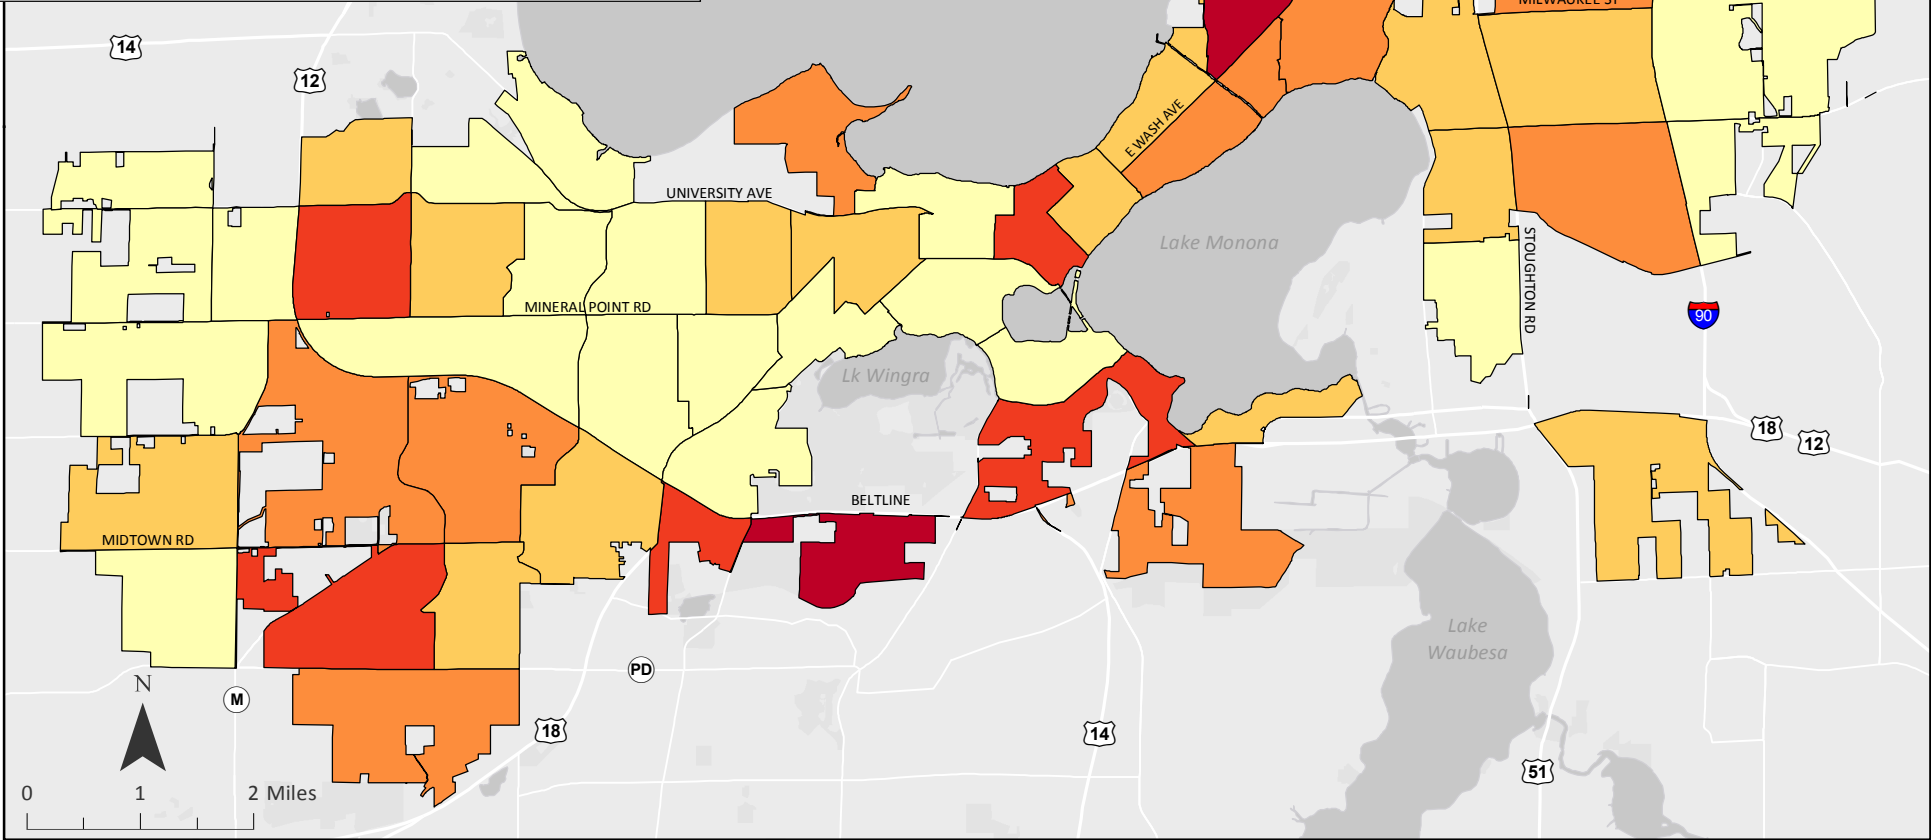 MILWAUKEE ST
14
12
E WASH AVE
UNIVERSITY AVE
Lake Monona
STOUGHTON RD
MINERAL POINT RD
90
Lk Wingra
18
12
BELTLINE
MIDTOWN RD
Lake
Waubesa
PD
N
M
18
14
51
0 1 2 Miles